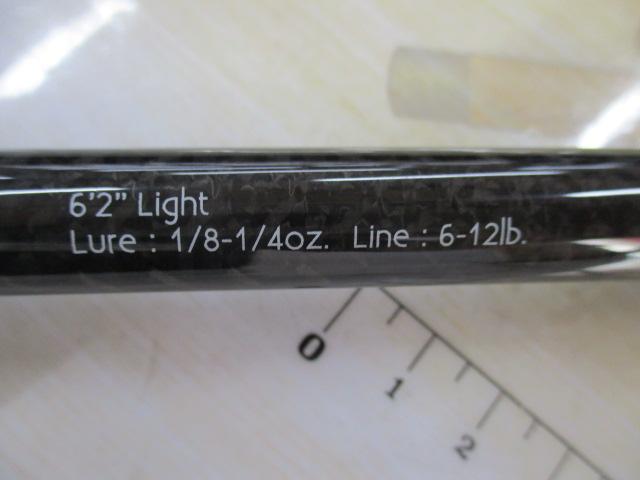 6'2" Light
Lure : 1/8-1/4oz. Line : 6-12lb.
0
1
2